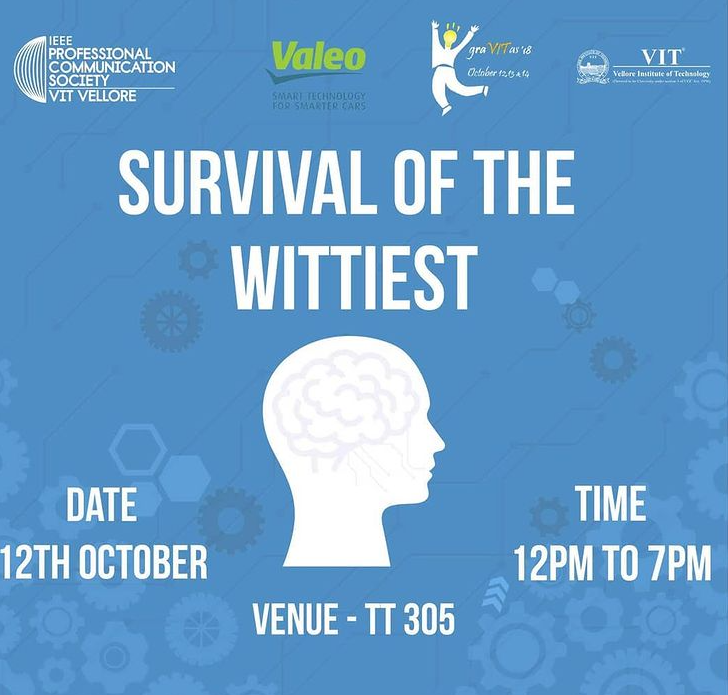 IEEE
PROFESSIONAL
COMMUNICATION
SOCIETY
VIT VELLORE
Valeo
SMART TECHNOLOGY
FOR SMARTER CARS
graVITas '18
October 12,13 & 14
VIT
Vellore Institute of Technology
SURVIVAL OF THE
WITTIEST
DATE
12TH OCTOBER
TIME
12PM TO 7PM
VENUE - TT 305